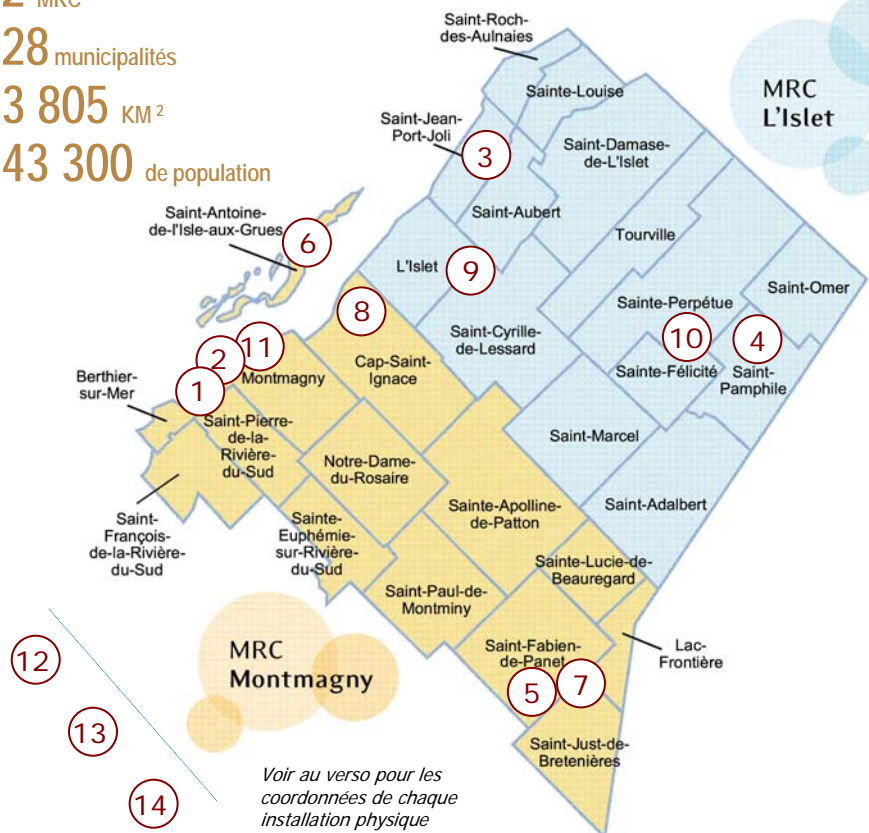 2 MRC
28 municipalités
3 805 KM²
43 300 de population
Saint-Roch-
des-Aulnaies
Sainte-Louise
MRC
L'Islet
Saint-Jean-
Port-Joli
3
Saint-Damase-
de-L'Islet
Saint-Antoine-
de-l'Isle-aux-Grues
6
Saint-Aubert
Tourville
L'Islet
9
Saint-Omer
8
Sainte-Perpétue
10
4
Saint-Cyrille-
de-Lessard
2
11
Cap-Saint-
Ignace
Sainte-Félicité
Saint-
Pamphile
Berthier-
sur-Mer
1
Montmagny
Saint-Pierre-
de-la-
Rivière-
du-Sud
Saint-Marcel
Notre-Dame-
du-Rosaire
Saint-Adalbert
Sainte-Apolline-
de-Patton
Saint-
François-
de-la-Rivière-
du-Sud
Sainte-
Euphémie-
sur-Rivière-
du-Sud
Sainte-Lucie-de-
Beauregard
Saint-Paul-de-
Montminy
Saint-Fabien-
de-Panet
Lac-
Frontière
MRC
Montmagny
12
5
7
13
Saint-Just-de-
Bretenières
14
Voir au verso pour les
coordonnées de chaque
installation physique